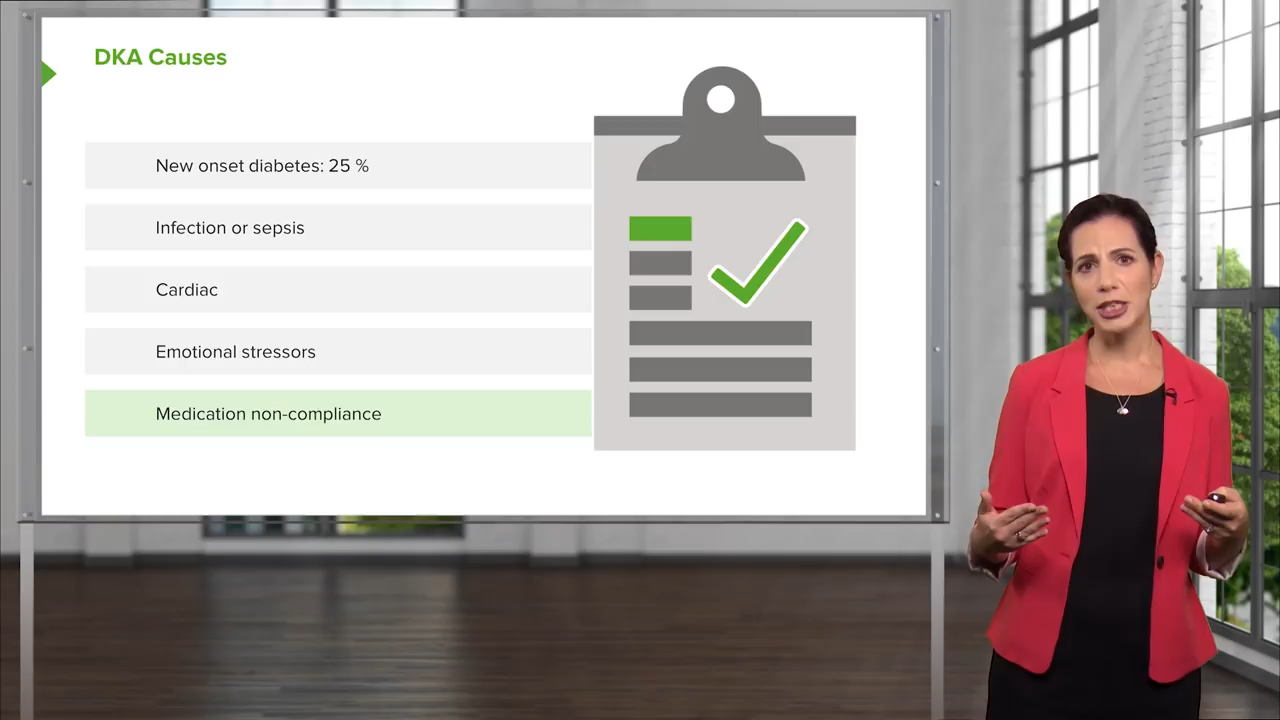 DKA Causes
New onset diabetes: 25 %
Infection or sepsis
Cardiac
Emotional stressors
Medication non-compliance